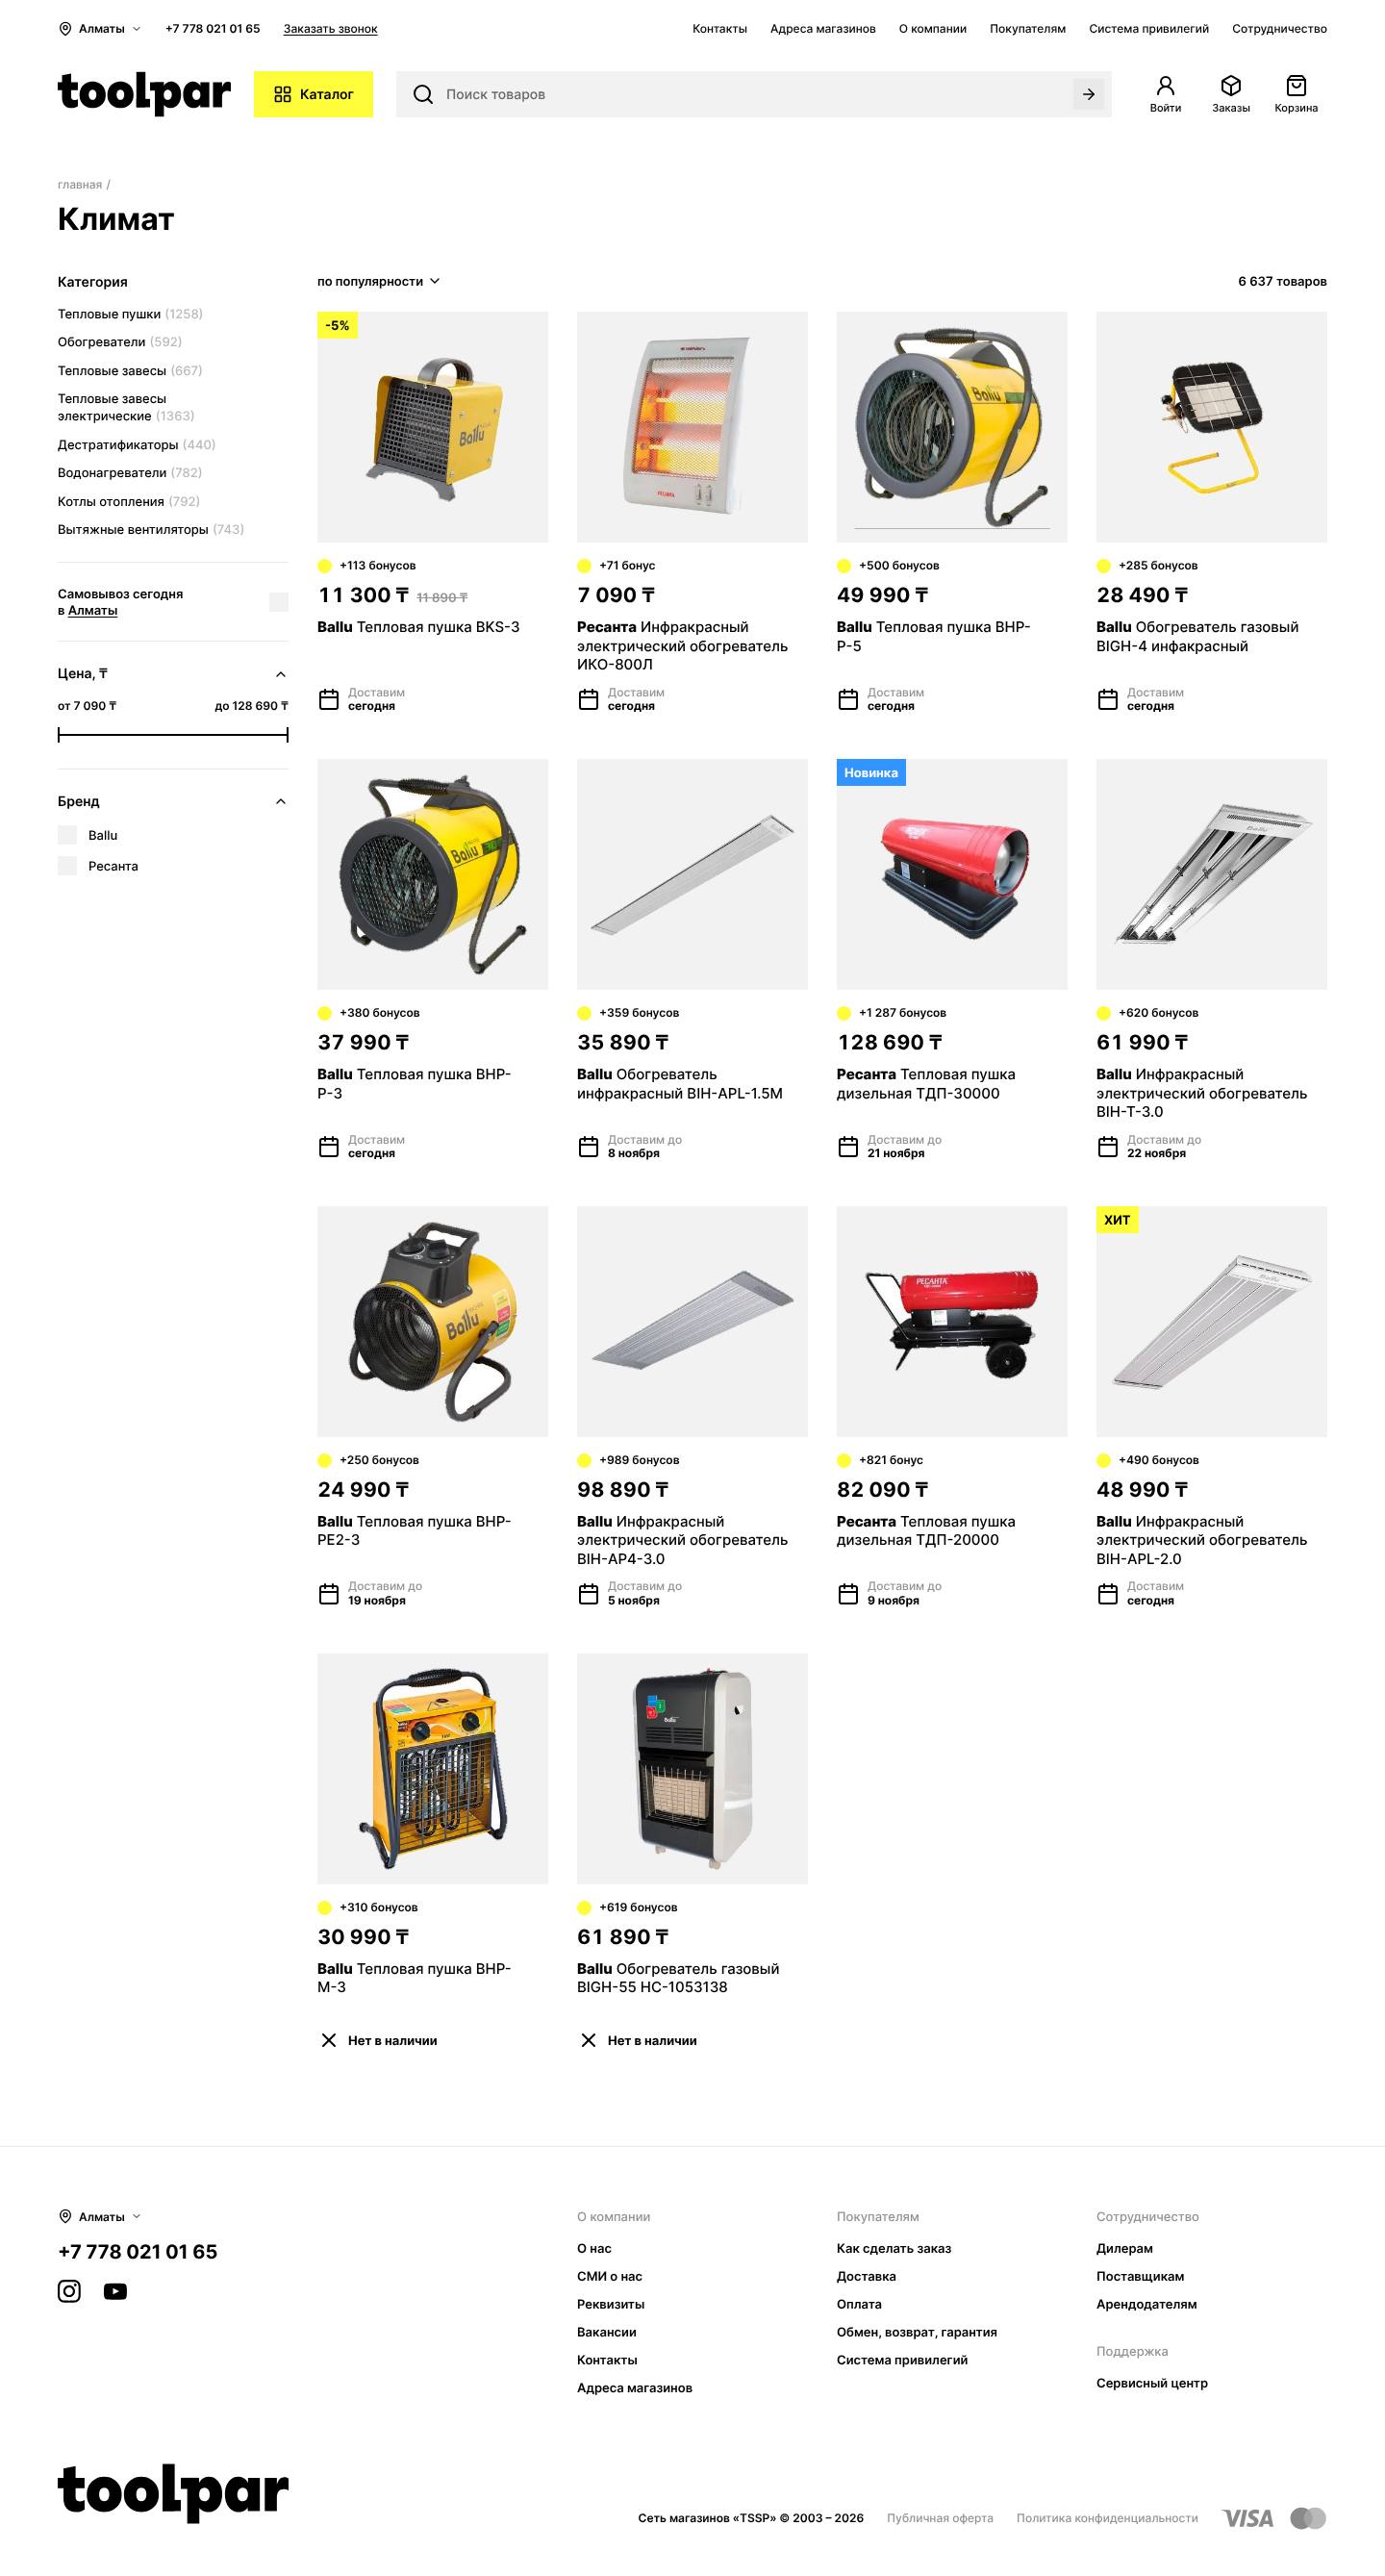 Алматы
+7 778 021 01 65
Заказать звонок
Контакты
Адреса магазинов
О компании
Покупателям
Система привилегий
Сотрудничество
toolpar
Каталог
Поиск товаров
Войти
Заказы
Корзина
главная /
Климат
Категория
Тепловые пушки (1258)
Обогреватели (592)
Тепловые завесы (667)
Тепловые завесы
электрические (1363)
Дестратификаторы (440)
Водонагреватели (782)
Котлы отопления (792)
Вытяжные вентиляторы (743)
Самовывоз сегодня
в Алматы
Цена, ₸
от 7 090 ₸
до 128 690 ₸
Бренд
Ballu
Ресанта
по популярности
6 637 товаров
-5%
Ballu
+113 бонусов
11 300 ₸ 11 890 ₸
Ballu Тепловая пушка BKS-3
Доставим
сегодня
РЕСАНТА
+71 бонус
7 090 ₸
Ресанта Инфракрасный
электрический обогреватель
ИКО-800Л
Доставим
сегодня
Ballu
+500 бонусов
49 990 ₸
Ballu Тепловая пушка BHP-
P-5
Доставим
сегодня
+285 бонусов
28 490 ₸
Ballu Обогреватель газовый
BIGH-4 инфакрасный
Доставим
сегодня
Ballu
+380 бонусов
37 990 ₸
Ballu Тепловая пушка BHP-
P-3
Доставим
сегодня
+359 бонусов
35 890 ₸
Ballu Обогреватель
инфракрасный BIH-APL-1.5M
Доставим до
8 ноября
Новинка
+1 287 бонусов
128 690 ₸
Ресанта Тепловая пушка
дизельная ТДП-30000
Доставим до
21 ноября
Ballu
+620 бонусов
61 990 ₸
Ballu Инфракрасный
электрический обогреватель
BIH-T-3.0
Доставим до
22 ноября
Ballu
+250 бонусов
24 990 ₸
Ballu Тепловая пушка BHP-
PE2-3
Доставим до
19 ноября
+989 бонусов
98 890 ₸
Ballu Инфракрасный
электрический обогреватель
BIH-AP4-3.0
Доставим до
5 ноября
РЕСАНТА
+821 бонус
82 090 ₸
Ресанта Тепловая пушка
дизельная ТДП-20000
Доставим до
9 ноября
ХИТ
Ballu
+490 бонусов
48 990 ₸
Ballu Инфракрасный
электрический обогреватель
BIH-APL-2.0
Доставим
сегодня
+310 бонусов
30 990 ₸
Ballu Тепловая пушка BHP-
M-3
Нет в наличии
Ballu
+619 бонусов
61 890 ₸
Ballu Обогреватель газовый
BIGH-55 НС-1053138
Нет в наличии
Алматы
+7 778 021 01 65
О компании
О нас
СМИ о нас
Реквизиты
Вакансии
Контакты
Адреса магазинов
Покупателям
Как сделать заказ
Доставка
Оплата
Обмен, возврат, гарантия
Система привилегий
Сотрудничество
Дилерам
Поставщикам
Арендодателям
Поддержка
Сервисный центр
toolpar
Сеть магазинов «TSSP» © 2003 – 2026
Публичная оферта
Политика конфиденциальности
VISA